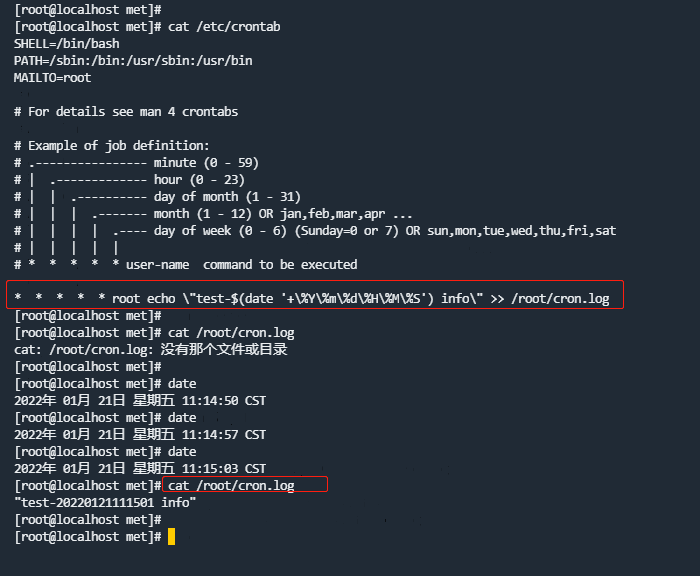 [root@localhost met]#
[root@localhost met]# cat /etc/crontab
SHELL=/bin/bash
PATH=/sbin:/bin:/usr/sbin:/usr/bin
MAILTO=root
# For details see man 4 crontabs
# Example of job definition:
# .---------------- minute (0 - 59)
# |  .------------- hour (0 - 23)
# |  |  .---------- day of month (1 - 31)
# |  |  |  .------- month (1 - 12) OR jan,feb,mar,apr ...
# |  |  |  |  .---- day of week (0 - 6) (Sunday=0 or 7) OR sun,mon,tue,wed,thu,fri,sat
# |  |  |  |  |
# *  *  *  *  * user-name  command to be executed
*  *  *  *  * root echo \"test-$(date '+\%Y\%m\%d\%H\%M\%S') info\" >> /root/cron.log
[root@localhost met]#
[root@localhost met]# cat /root/cron.log
cat: /root/cron.log: 没有那个文件或目录
[root@localhost met]#
[root@localhost met]# date
2022年 01月 21日 星期五 11:14:50 CST
[root@localhost met]# date
2022年 01月 21日 星期五 11:14:57 CST
[root@localhost met]# date
2022年 01月 21日 星期五 11:15:03 CST
[root@localhost met]# cat /root/cron.log
"test-20220121111501 info"
[root@localhost met]#
[root@localhost met]#